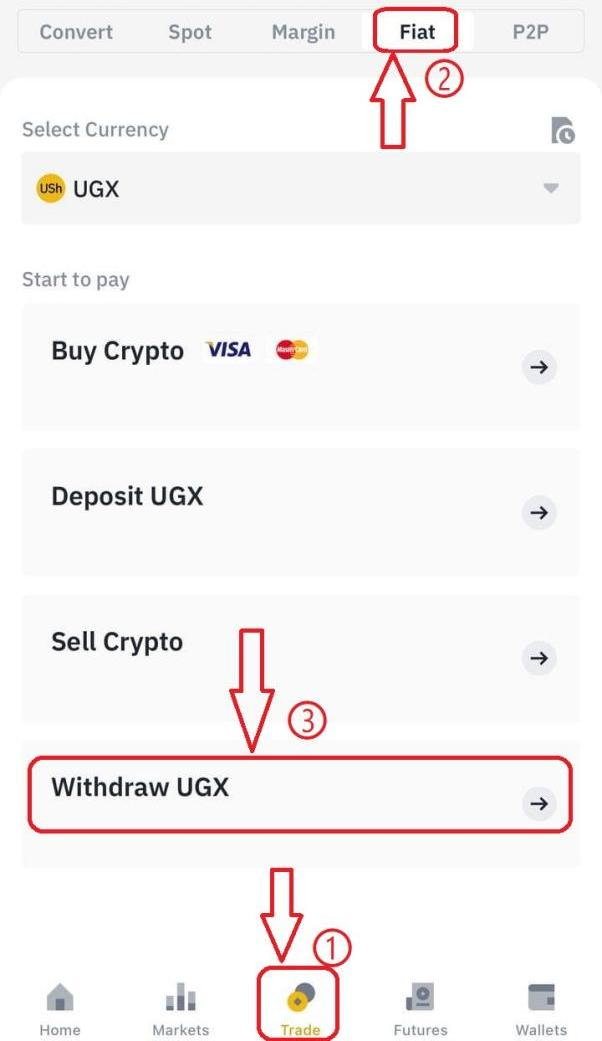 Convert Spot Margin Fiat P2P
②
Select Currency
USh UGX
Start to pay
Buy Crypto VISA MasterCard
Deposit UGX
Sell Crypto
③
Withdraw UGX
①
Home Markets Trade Futures Wallets